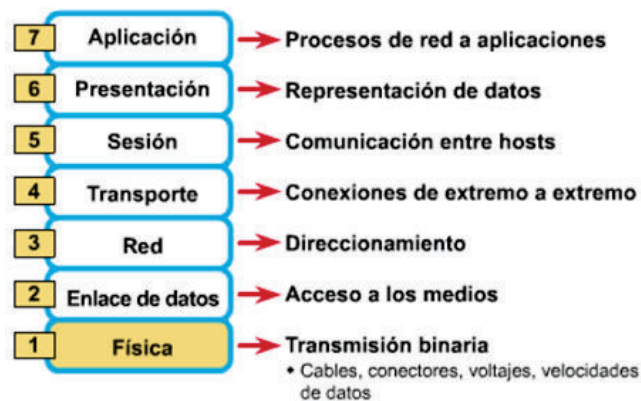 7 Aplicación Procesos de red a aplicaciones
6 Presentación Representación de datos
5 Sesión Comunicación entre hosts
4 Transporte Conexiones de extremo a extremo
3 Red Direccionamiento
2 Enlace de datos Acceso a los medios
1 Física Transmisión binaria
• Cables, conectores, voltajes, velocidades
de datos